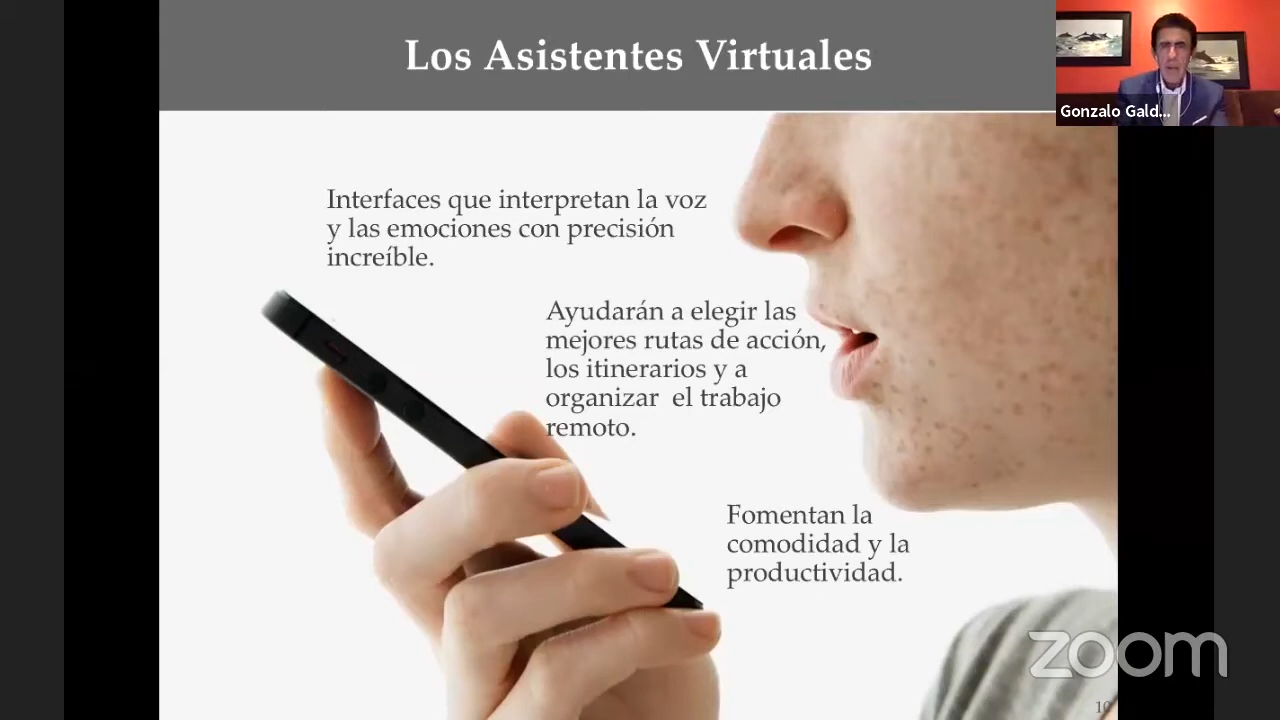 Los Asistentes Virtuales
Gonzalo Gald...
Interfaces que interpretan la voz
y las emociones con precisión
increíble.
Ayudarán a elegir las
mejores rutas de acción,
los itinerarios y a
organizar el trabajo
remoto.
Fomentan la
comodidad y la
productividad.
zoom